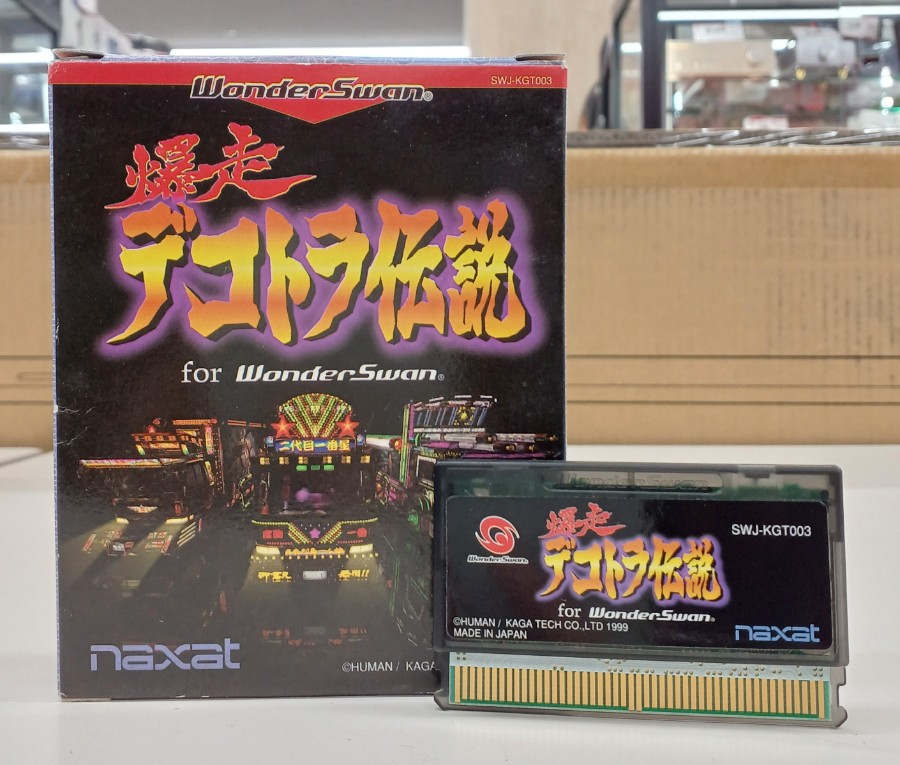 WonderSwan®
SWJ-KGT003
爆走
デコトラ伝説
for WonderSwan®
二代目一番星
naxat
©HUMAN / KAGA
WonderSwan
爆走
デコトラ伝説
for WonderSwan®
SWJ-KGT003
©HUMAN / KAGA TECH CO.,LTD 1999
MADE IN JAPAN
naxat